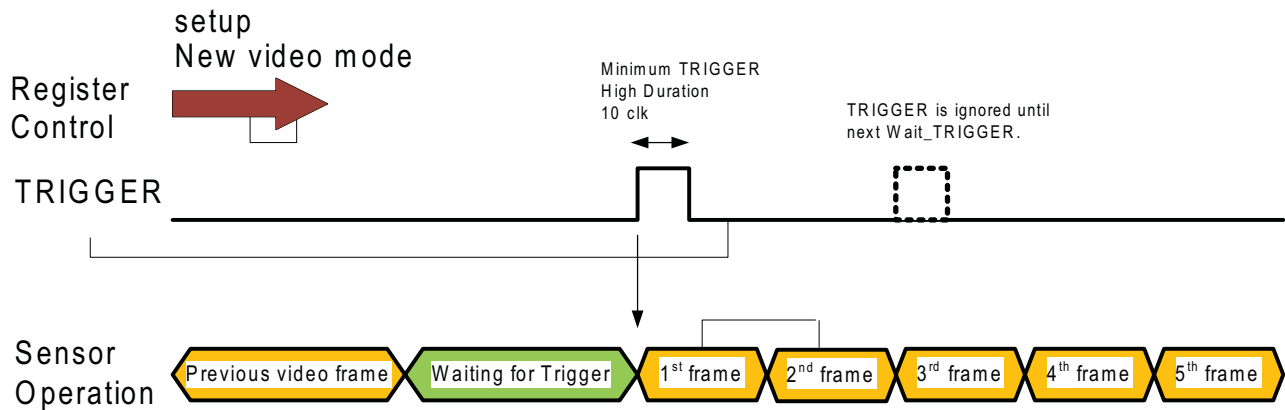 setup
New video mode
Register
Control
Minimum TRIGGER
High Duration
10 clk
TRIGGER is ignored until
next Wait_TRIGGER.
TRIGGER
Sensor
Operation
Previous video frame
Waiting for Trigger
1st frame
2nd frame
3rd frame
4th frame
5th frame